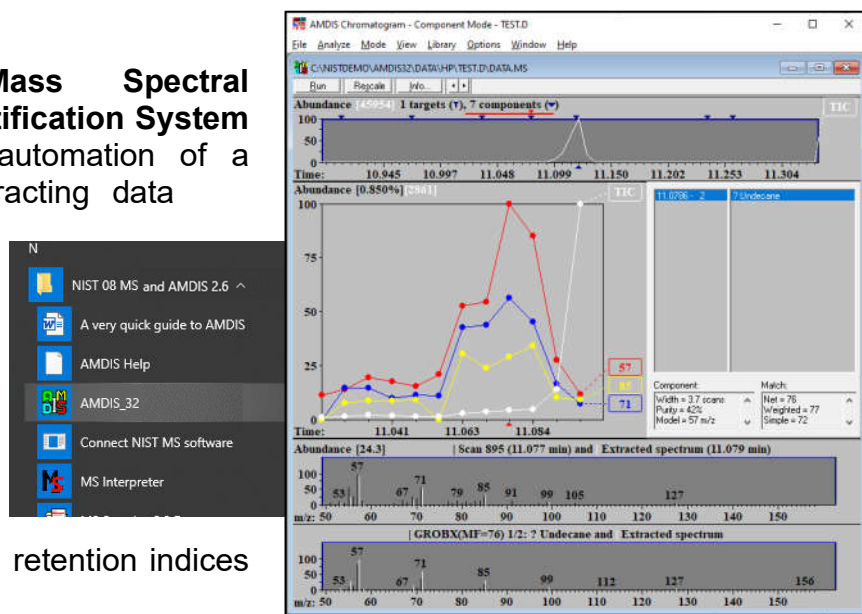 Mass Spectral
tification System
automation of a
racting data
N
NIST 08 MS and AMDIS 2.6
A very quick guide to AMDIS
AMDIS Help
AMDIS_32
Connect NIST MS software
MS Interpreter
retention indices
AMDIS Chromatogram - Component Mode - TEST.D
File Analyze Mode View Library Options Window Help
C:\NISTDEMO\AMDIS32\DATA\HP\TEST.D\DATA.MS
Run Rescale Info...
Abundance [45954] 1 targets (▼), 7 components (▼)
TIC
100
50
0
Time: 10.945 10.997 11.048 11.099 11.150 11.202 11.253 11.304
Abundance [0.850%] [2861]
TIC
100
75
50
25
0
57
85
71
Time: 11.041 11.063 11.084
11.0786 - 2 ? Undecane
Component: Match:
Width = 3.7 scans Net = 76
Purity = 42% Weighted = 77
Model = 57 m/z Simple = 72
Abundance [24.3] | Scan 895 (11.077 min) and Extracted spectrum (11.079 min)
100
50
0
53 57 67 71 79 85 91 99 105 127
m/z: 50 60 70 80 90 100 110 120 130 140 150
| GROBX(MF=76) 1/2: ? Undecane and Extracted spectrum
100
50
0
53 57 67 71 85 99 112 127 156
m/z: 50 60 70 80 90 100 110 120 130 140 150